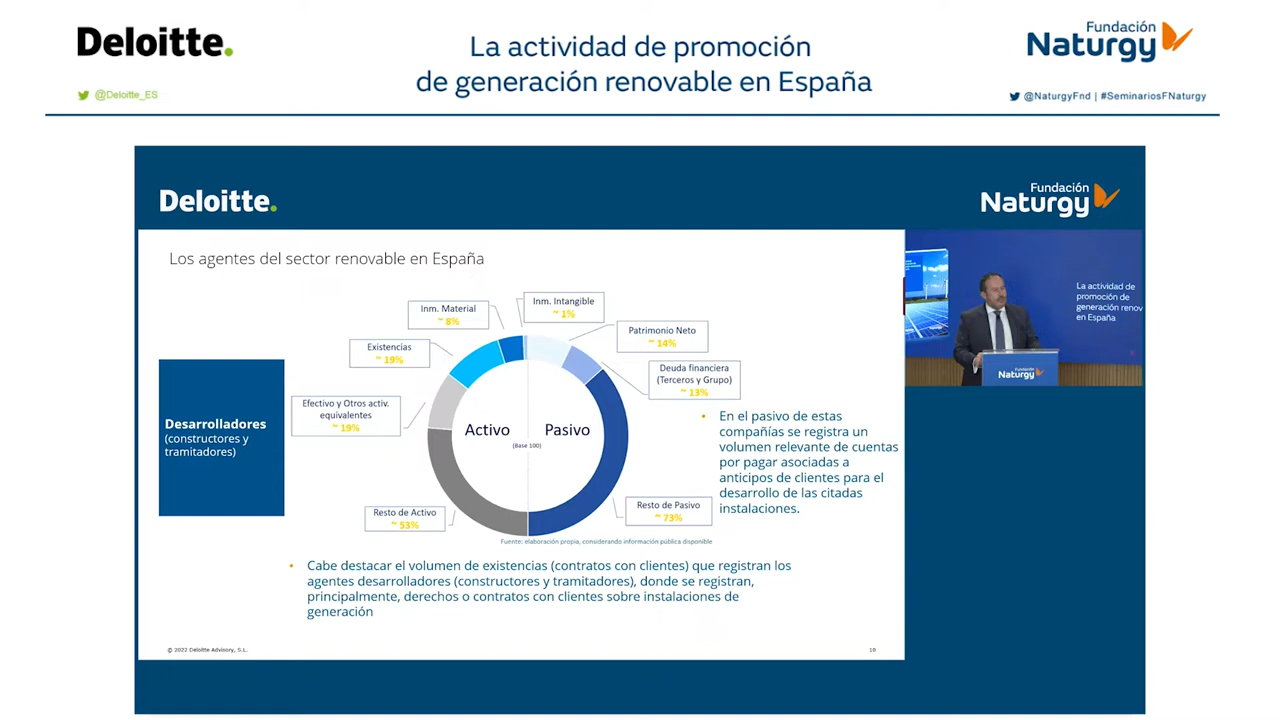 Deloitte.
@Deloitte_ES
La actividad de promoción
de generación renovable en España
Fundación
Naturgy
@NaturgyFnd | #SeminariosFNaturgy
Deloitte.
Fundación
Naturgy
Los agentes del sector renovable en España
Inm. Material
~ 8%
Inm. Intangible
~ 1%
Patrimonio Neto
~ 14%
Existencias
~ 19%
Deuda financiera
(Terceros y Grupo)
~ 13%
Efectivo y Otros activ.
equivalentes
~ 19%
Activo
Pasivo
(Base 100)
Resto de Activo
~ 53%
Resto de Pasivo
~ 73%
Fuente: elaboración propia, considerando información pública disponible
Desarrolladores
(constructores y
tramitadores)
• En el pasivo de estas
compañías se registra un
volumen relevante de cuentas
por pagar asociadas a
anticipos de clientes para el
desarrollo de las citadas
instalaciones.
• Cabe destacar el volumen de existencias (contratos con clientes) que registran los
agentes desarrolladores (constructores y tramitadores), donde se registran,
principalmente, derechos o contratos con clientes sobre instalaciones de
generación
© 2022 Deloitte Advisory, S.L.
10
La actividad de
promoción de
generación renov
en España
Fundación
Naturgy